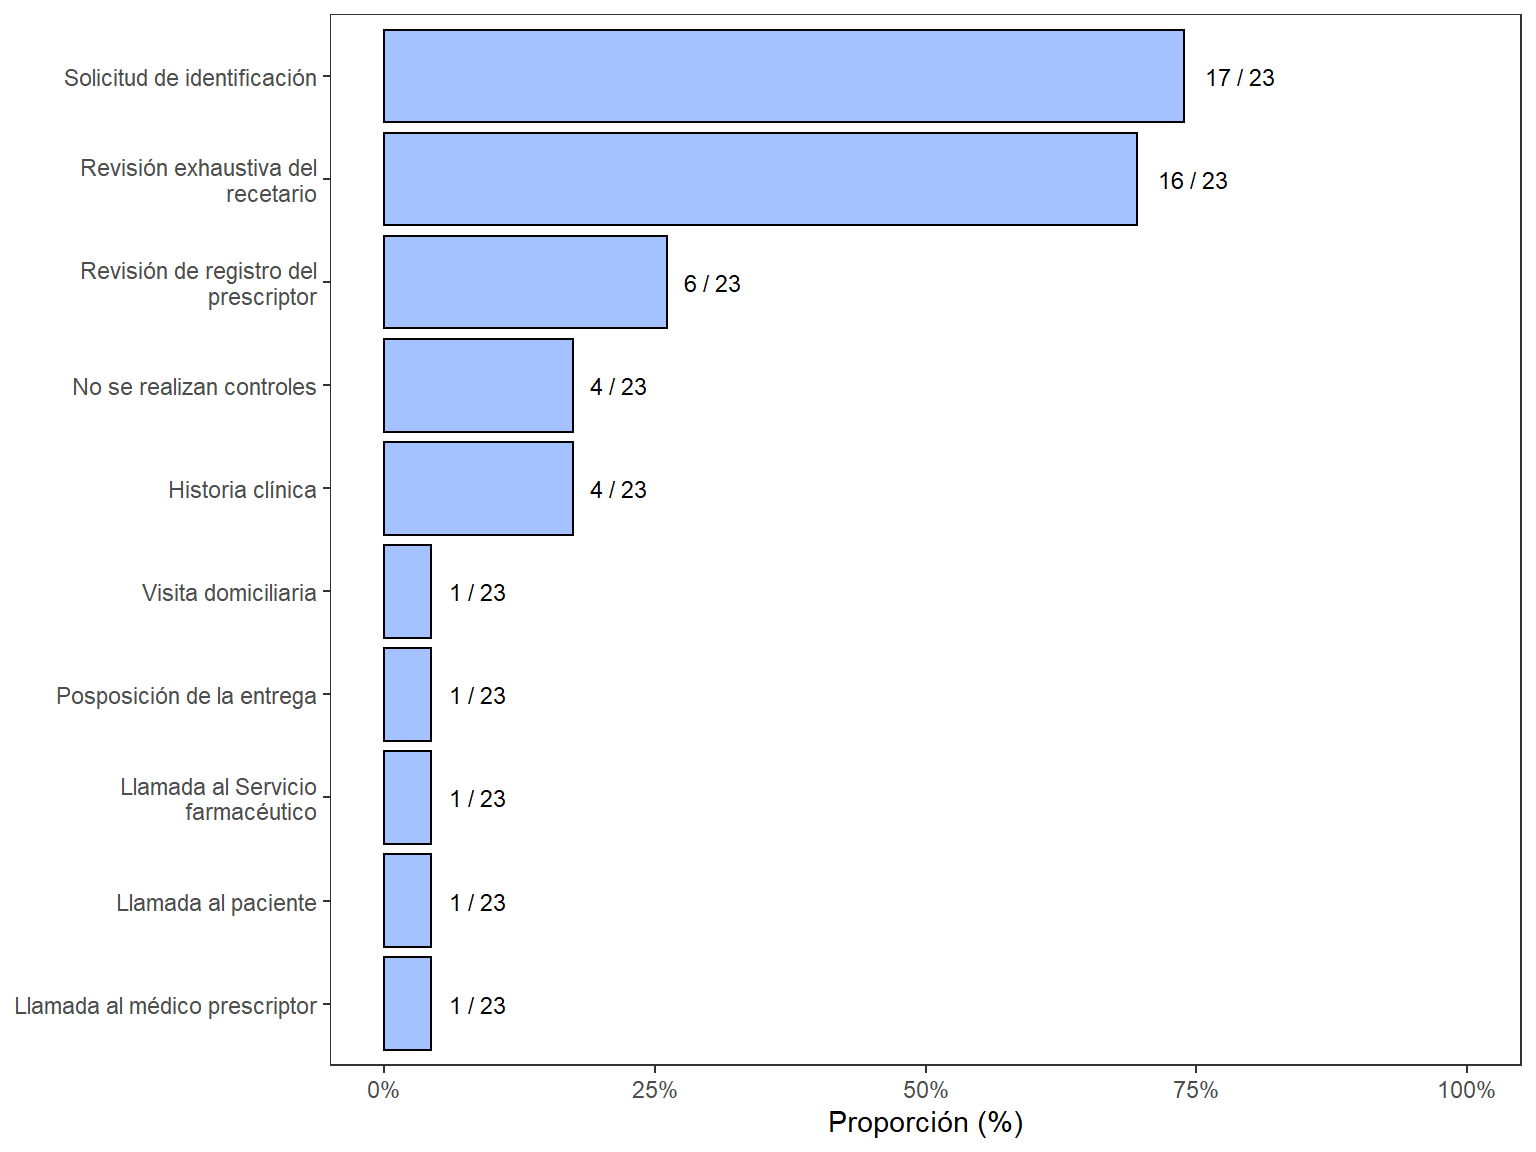 Solicitud de identificación
17 / 23
Revisión exhaustiva del
recetario
16 / 23
Revisión de registro del
prescriptor
6 / 23
No se realizan controles
4 / 23
Historia clínica
4 / 23
Visita domiciliaria
1 / 23
Posposición de la entrega
1 / 23
Llamada al Servicio
farmacéutico
1 / 23
Llamada al paciente
1 / 23
Llamada al médico prescriptor
1 / 23
0% 25% 50% 75% 100%
Proporción (%)